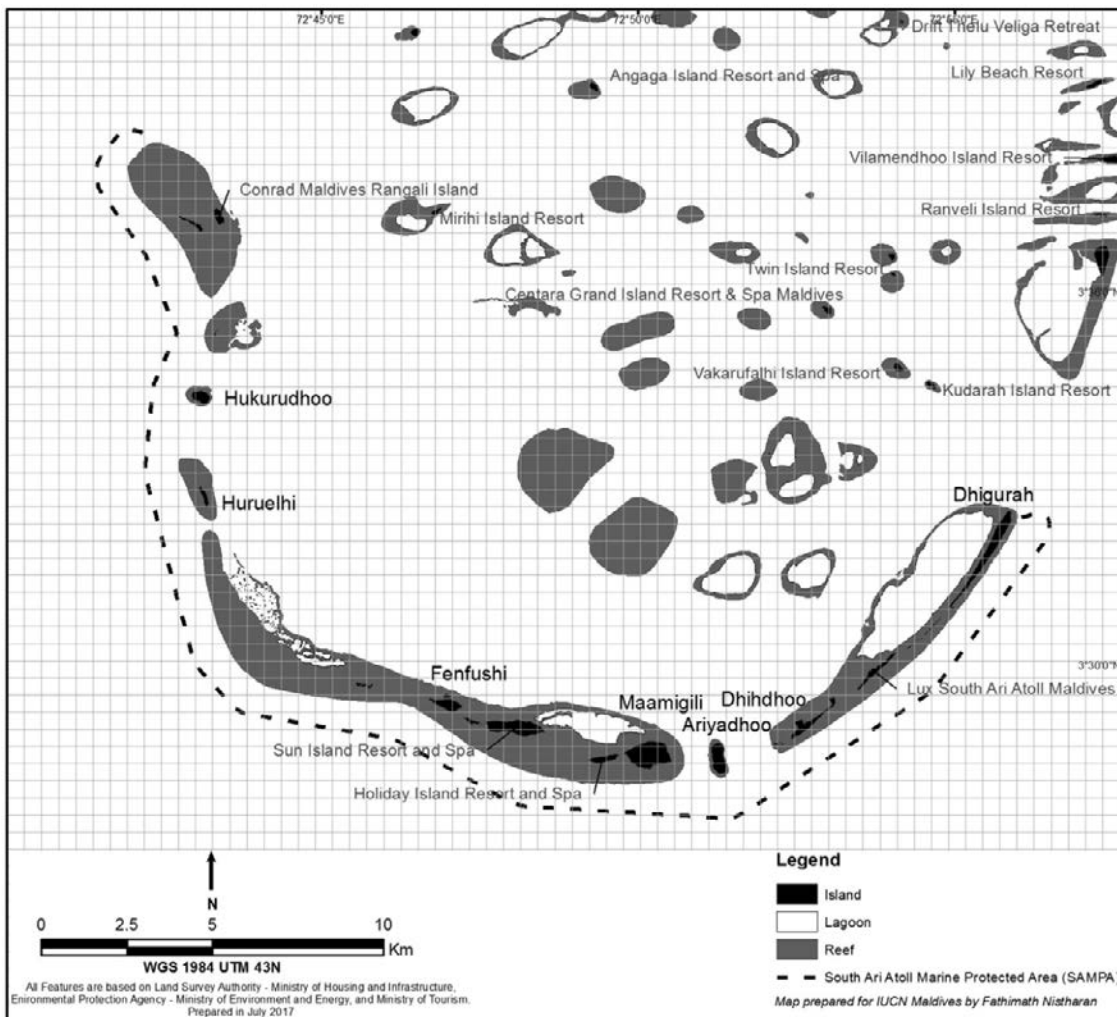 72°45'0"E
72°50'0"E
72°55'0"E
Drift Thelu Veliga Retreat
Angaga Island Resort and Spa
Lily Beach Resort
Vilamendhoo Island Resort
Conrad Maldives Rangali Island
Mirihi Island Resort
Ranveli Island Resort
Twin Island Resort
Centara Grand Island Resort & Spa Maldives
Vakarufalhi Island Resort
Kudarah Island Resort
Hukurudhoo
Huruelhi
Dhigurah
3°30'0"N
Fenfushi
Lux South Ari Atoll Maldives
Maamigili
Dhihdhoo
Ariyadhoo
Sun Island Resort and Spa
Holiday Island Resort and Spa
N
0 2.5 5 10
Km
WGS 1984 UTM 43N
All Features are based on Land Survey Authority - Ministry of Housing and Infrastructure,
Enironmental Protection Agency - Ministry of Environment and Energy, and Ministry of Tourism.
Prepared in July 2017
Legend
Island
Lagoon
Reef
South Ari Atoll Marine Protected Area (SAMPA)
Map prepared for IUCN Maldives by Fathimath Nistharan